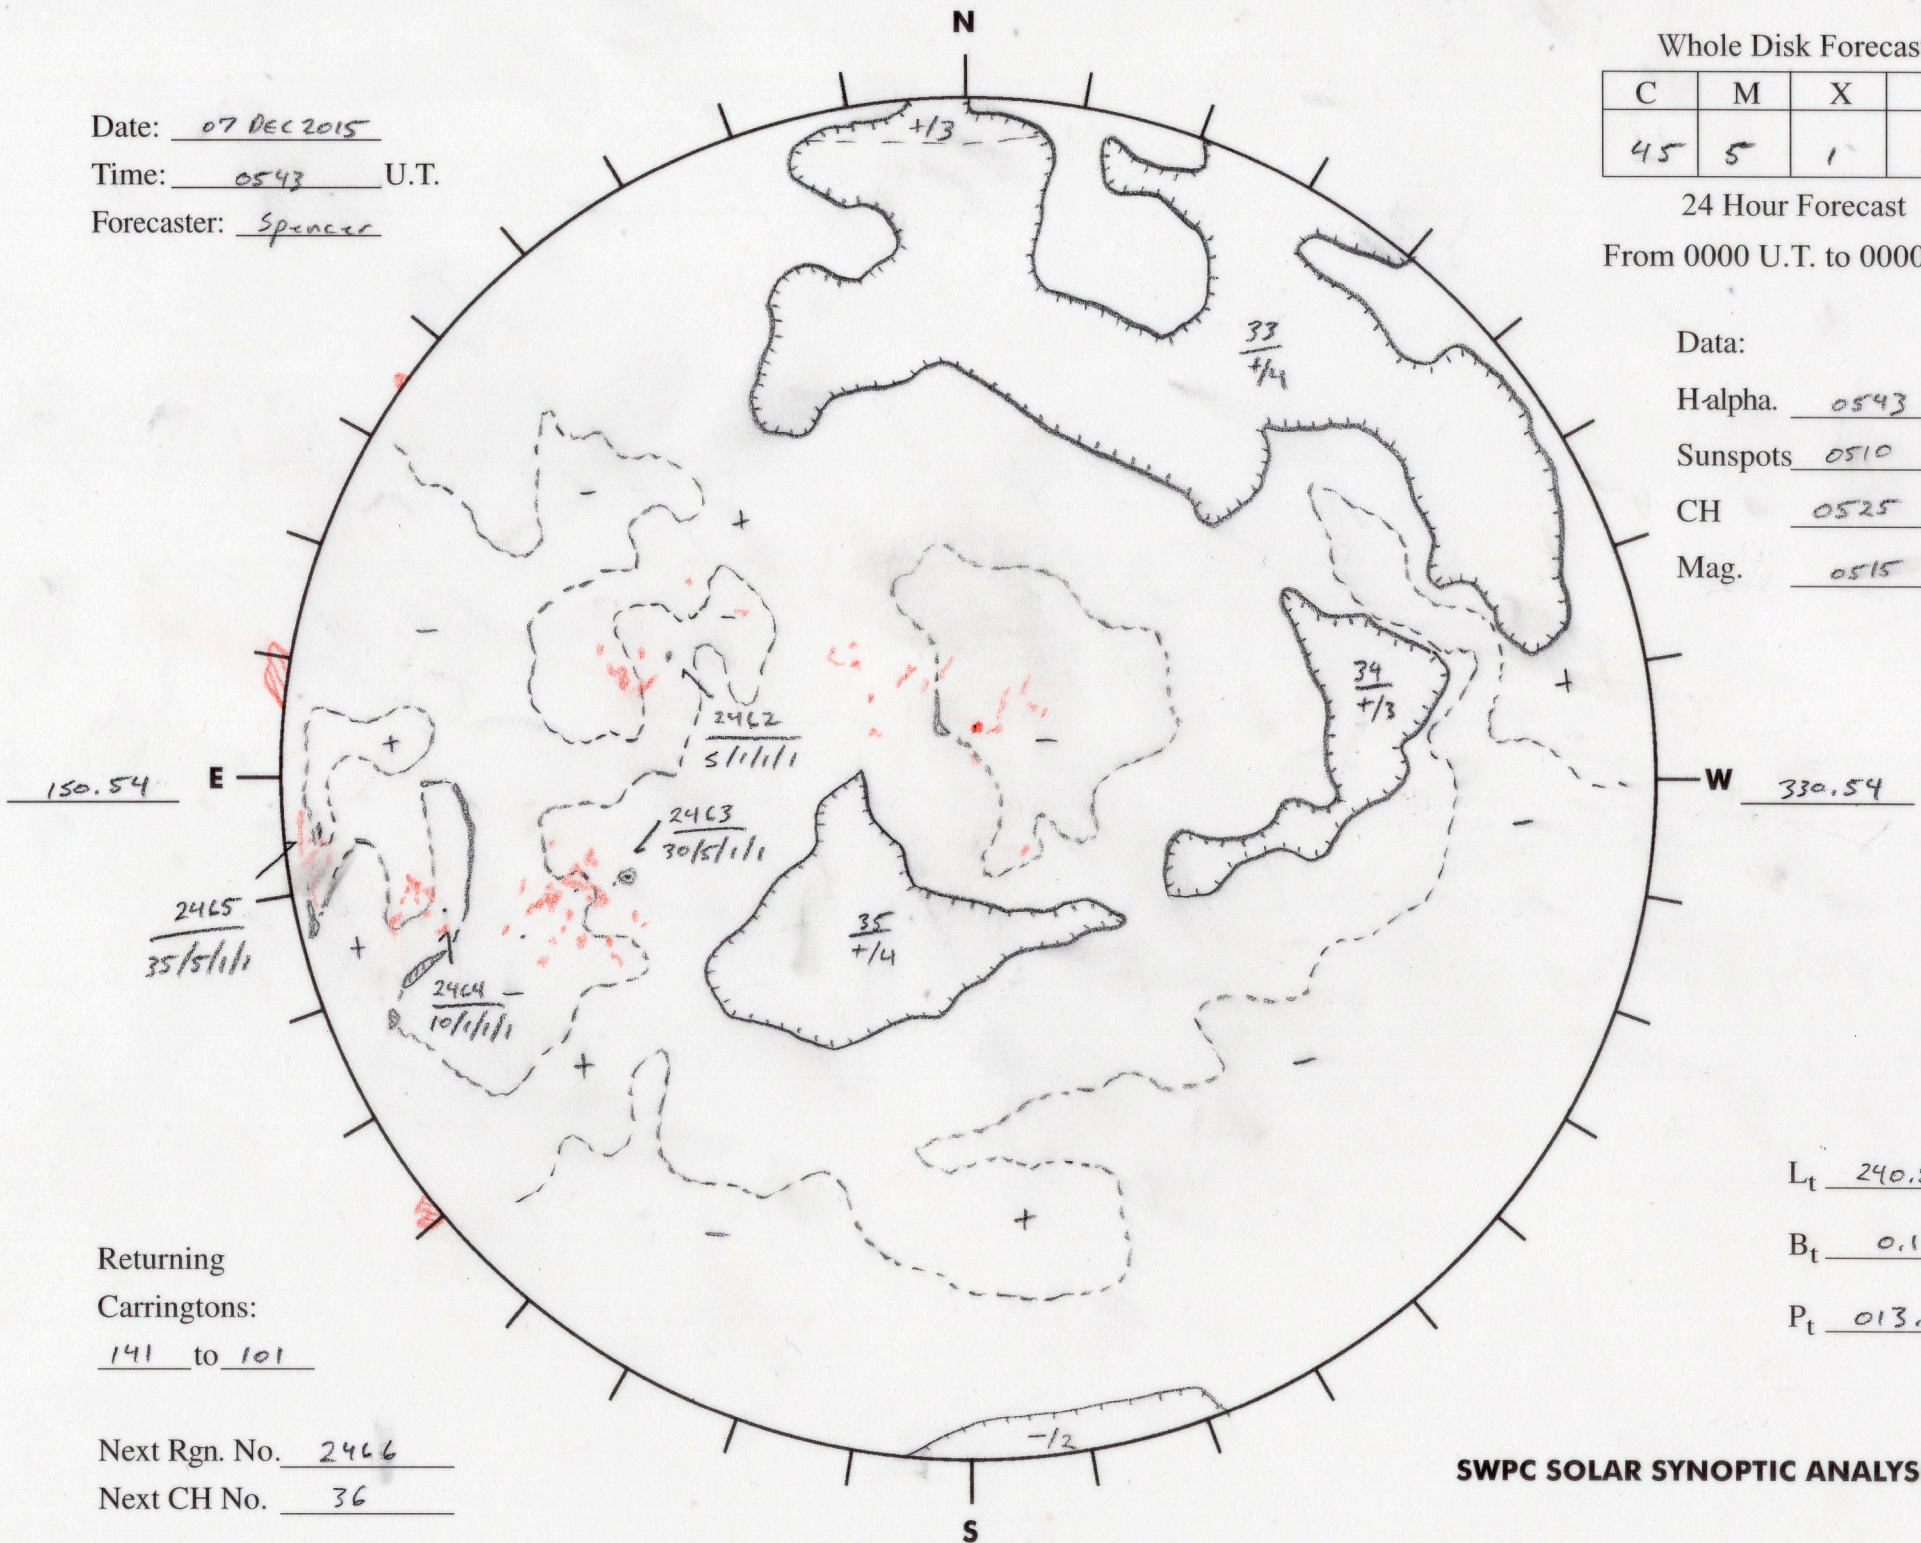 N
Whole Disk Forecas
C M X
45 5 1
24 Hour Forecast
From 0000 U.T. to 0000
Date: 07 DEC 2015
Time: 0543 U.T.
Forecaster: Spencer
Data:
H-alpha. 0543
Sunspots 0510
CH 0525
Mag. 0515
+/3
33
+/4
-
+
-
-
34
+/3
+
2462
5/1/1/1
-
+
150.54 E
W 330.54
2463
30/5/1/1
-
2465
35/5/1/1
+
35
+/4
2464
10/1/1/1
-
+
-
+
-
Lt 240.
Bt 0.1
Pt 013.
Returning
Carringtons:
141 to 101
Next Rgn. No. 2466
Next CH No. 36
-/2
SWPC SOLAR SYNOPTIC ANALYS
S